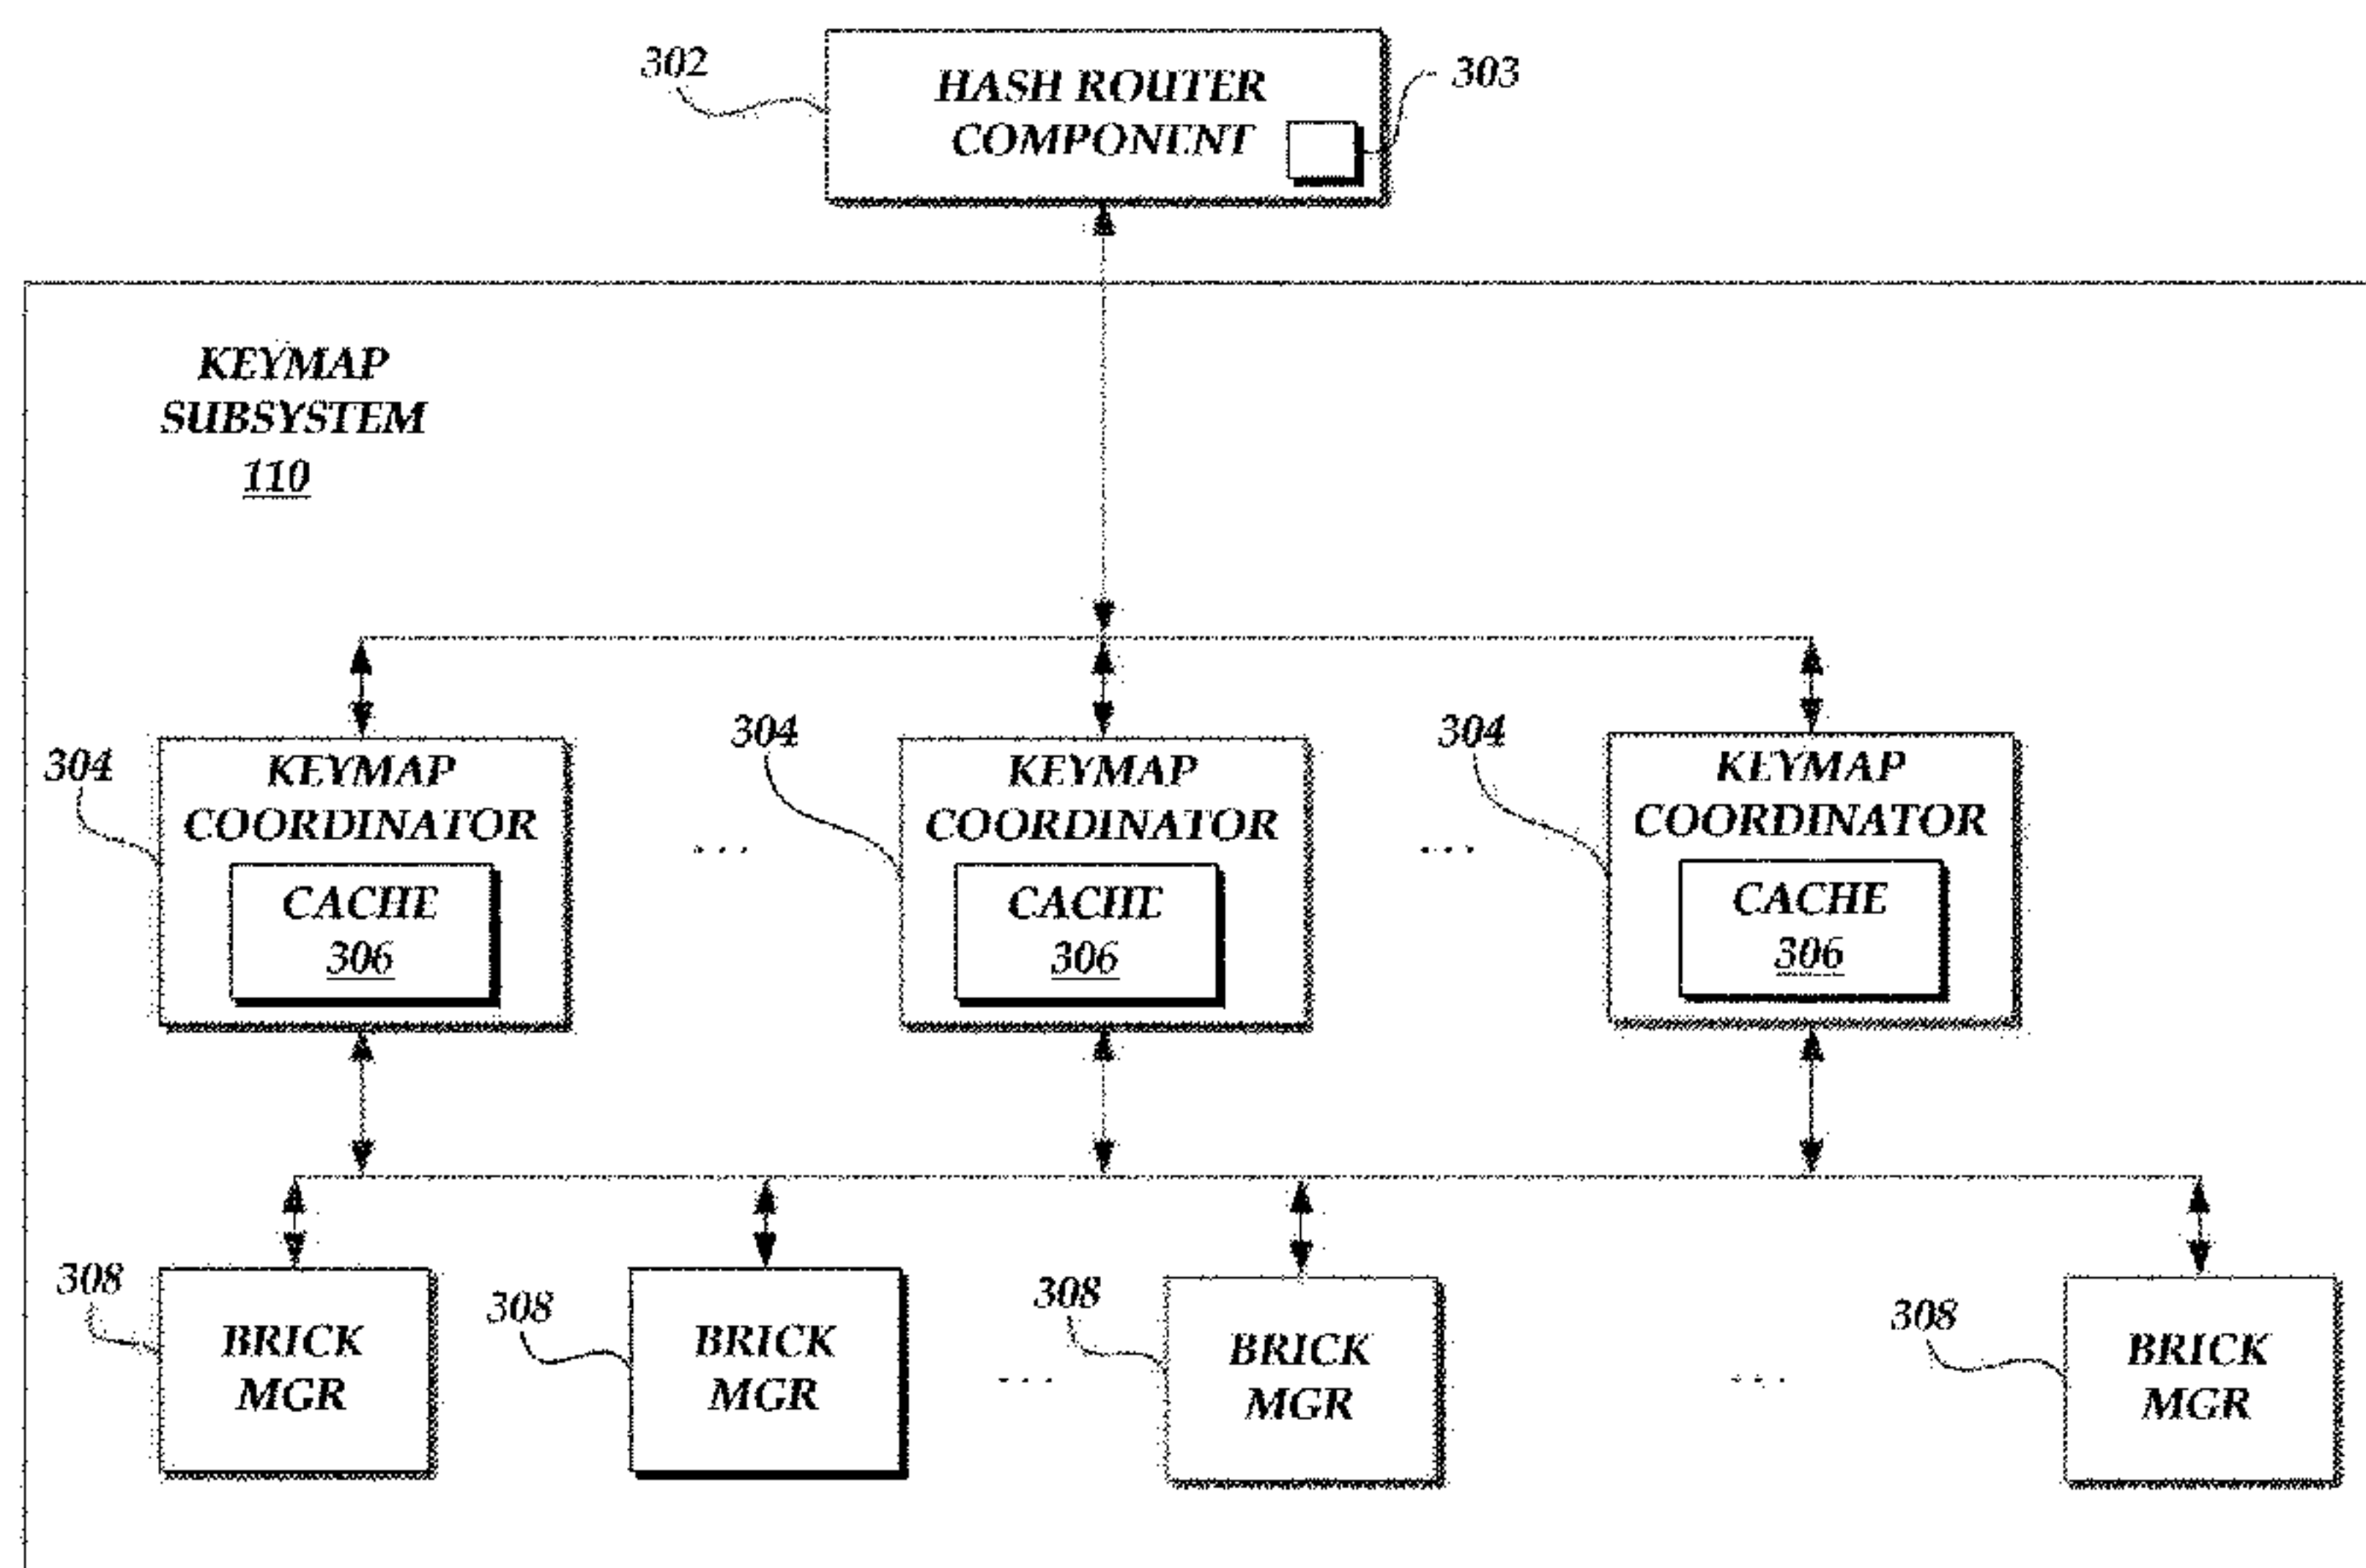 302
HASH ROUTER
COMPONENT
303
KEYMAP
SUBSYSTEM
110
304
KEYMAP
COORDINATOR
CACHE
306
. . .
304
KEYMAP
COORDINATOR
CACHE
306
. . .
304
KEYMAP
COORDINATOR
CACHE
306
308
BRICK
MGR
308
BRICK
MGR
. . .
308
BRICK
MGR
. . .
308
BRICK
MGR